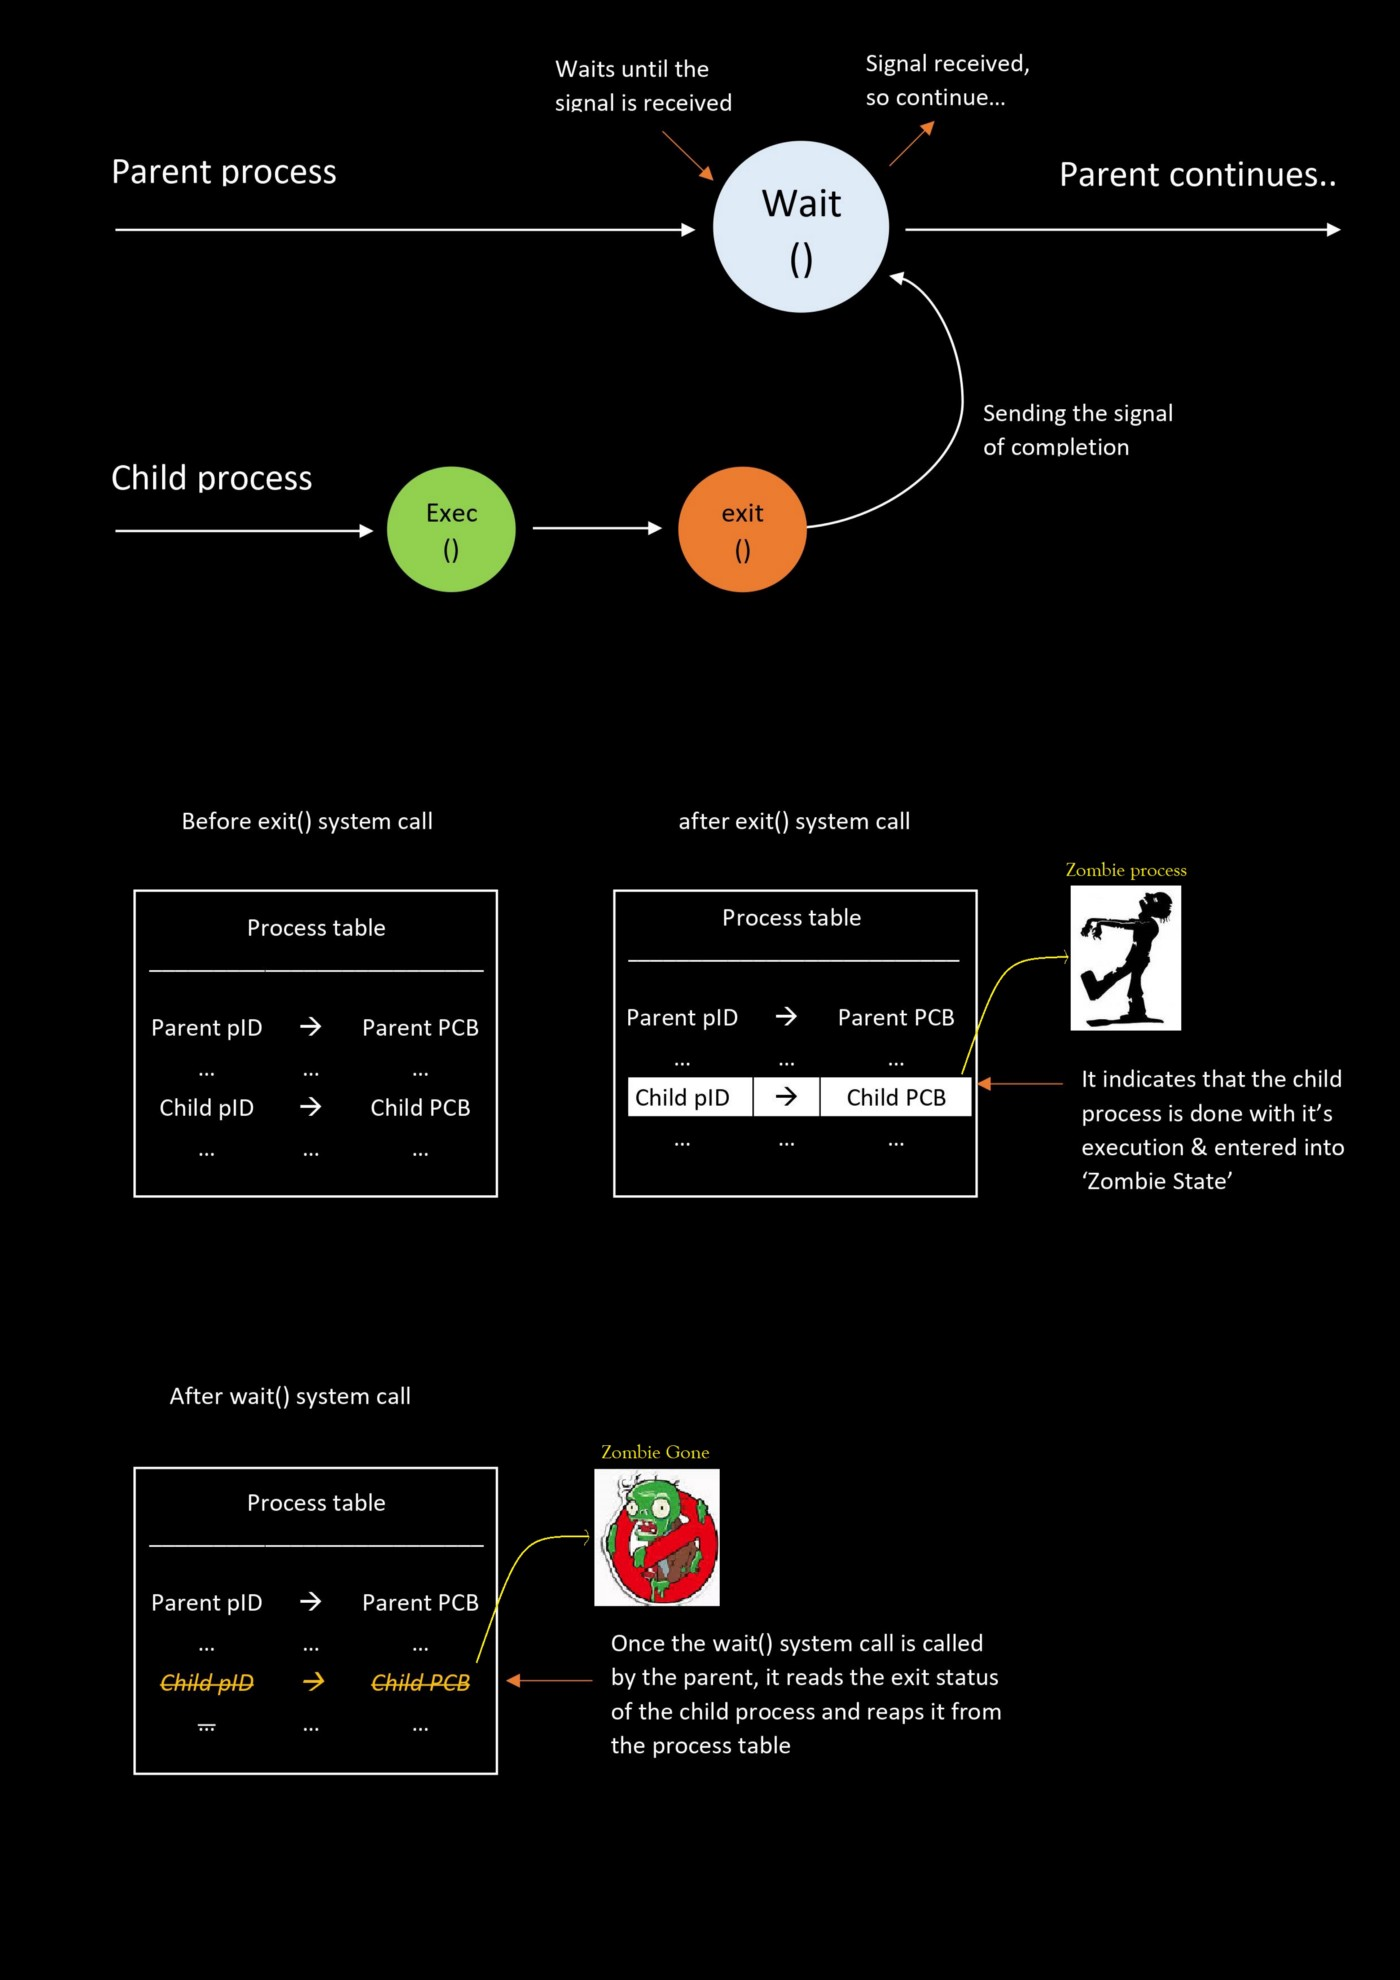 Waits until the
signal is received
Signal received,
so continue...
Parent process
Wait
()
Parent continues..
Sending the signal
of completion
Child process
Exec
()
exit
()
Before exit() system call
Process table
Parent pID → Parent PCB
... ... ...
Child pID → Child PCB
... ... ...
after exit() system call
Process table
Parent pID → Parent PCB
... ... ...
Child pID → Child PCB
... ... ...
Zombie process
It indicates that the child
process is done with it’s
execution & entered into
‘Zombie State’
After wait() system call
Process table
Parent pID → Parent PCB
... ... ...
Child pID → Child PCB
... ... ...
Zombie Gone
Once the wait() system call is called
by the parent, it reads the exit status
of the child process and reaps it from
the process table